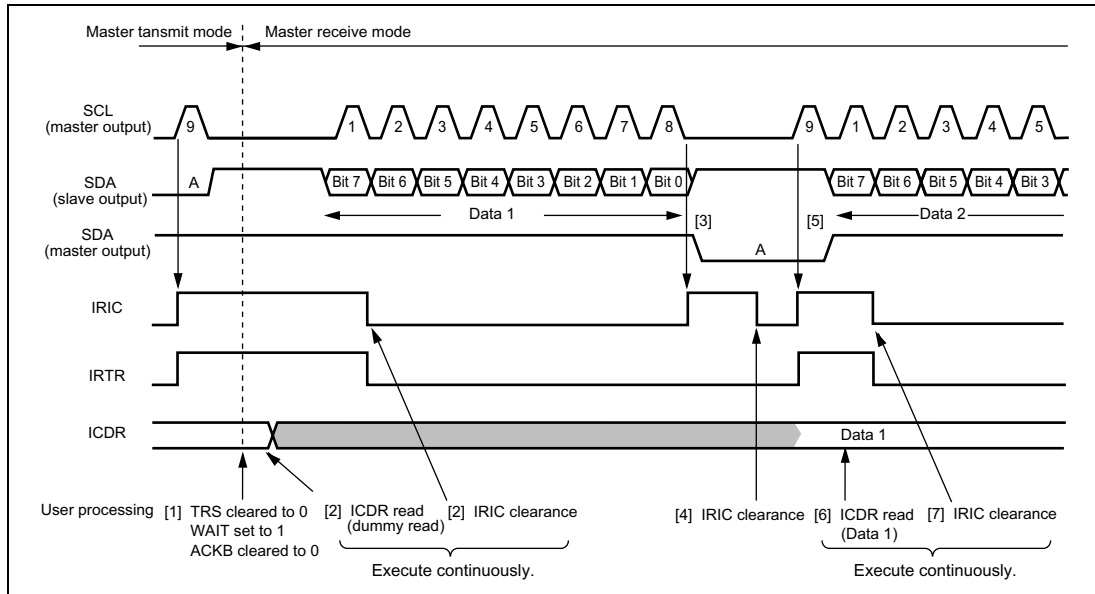 Master transmit mode Master receive mode
SCL
(master output)
9 1 2 3 4 5 6 7 8 9 1 2 3 4 5
SDA
(slave output)
A Bit 7 Bit 6 Bit 5 Bit 4 Bit 3 Bit 2 Bit 1 Bit 0 Bit 7 Bit 6 Bit 5 Bit 4 Bit 3
Data 1 [3] [5] Data 2
SDA
(master output)
A
IRIC
IRTR
ICDR
Data 1
User processing [1] TRS cleared to 0
WAIT set to 1
ACKB cleared to 0
[2] ICDR read
(dummy read)
[2] IRIC clearance
Execute continuously.
[4] IRIC clearance
[6] ICDR read
(Data 1)
[7] IRIC clearance
Execute continuously.